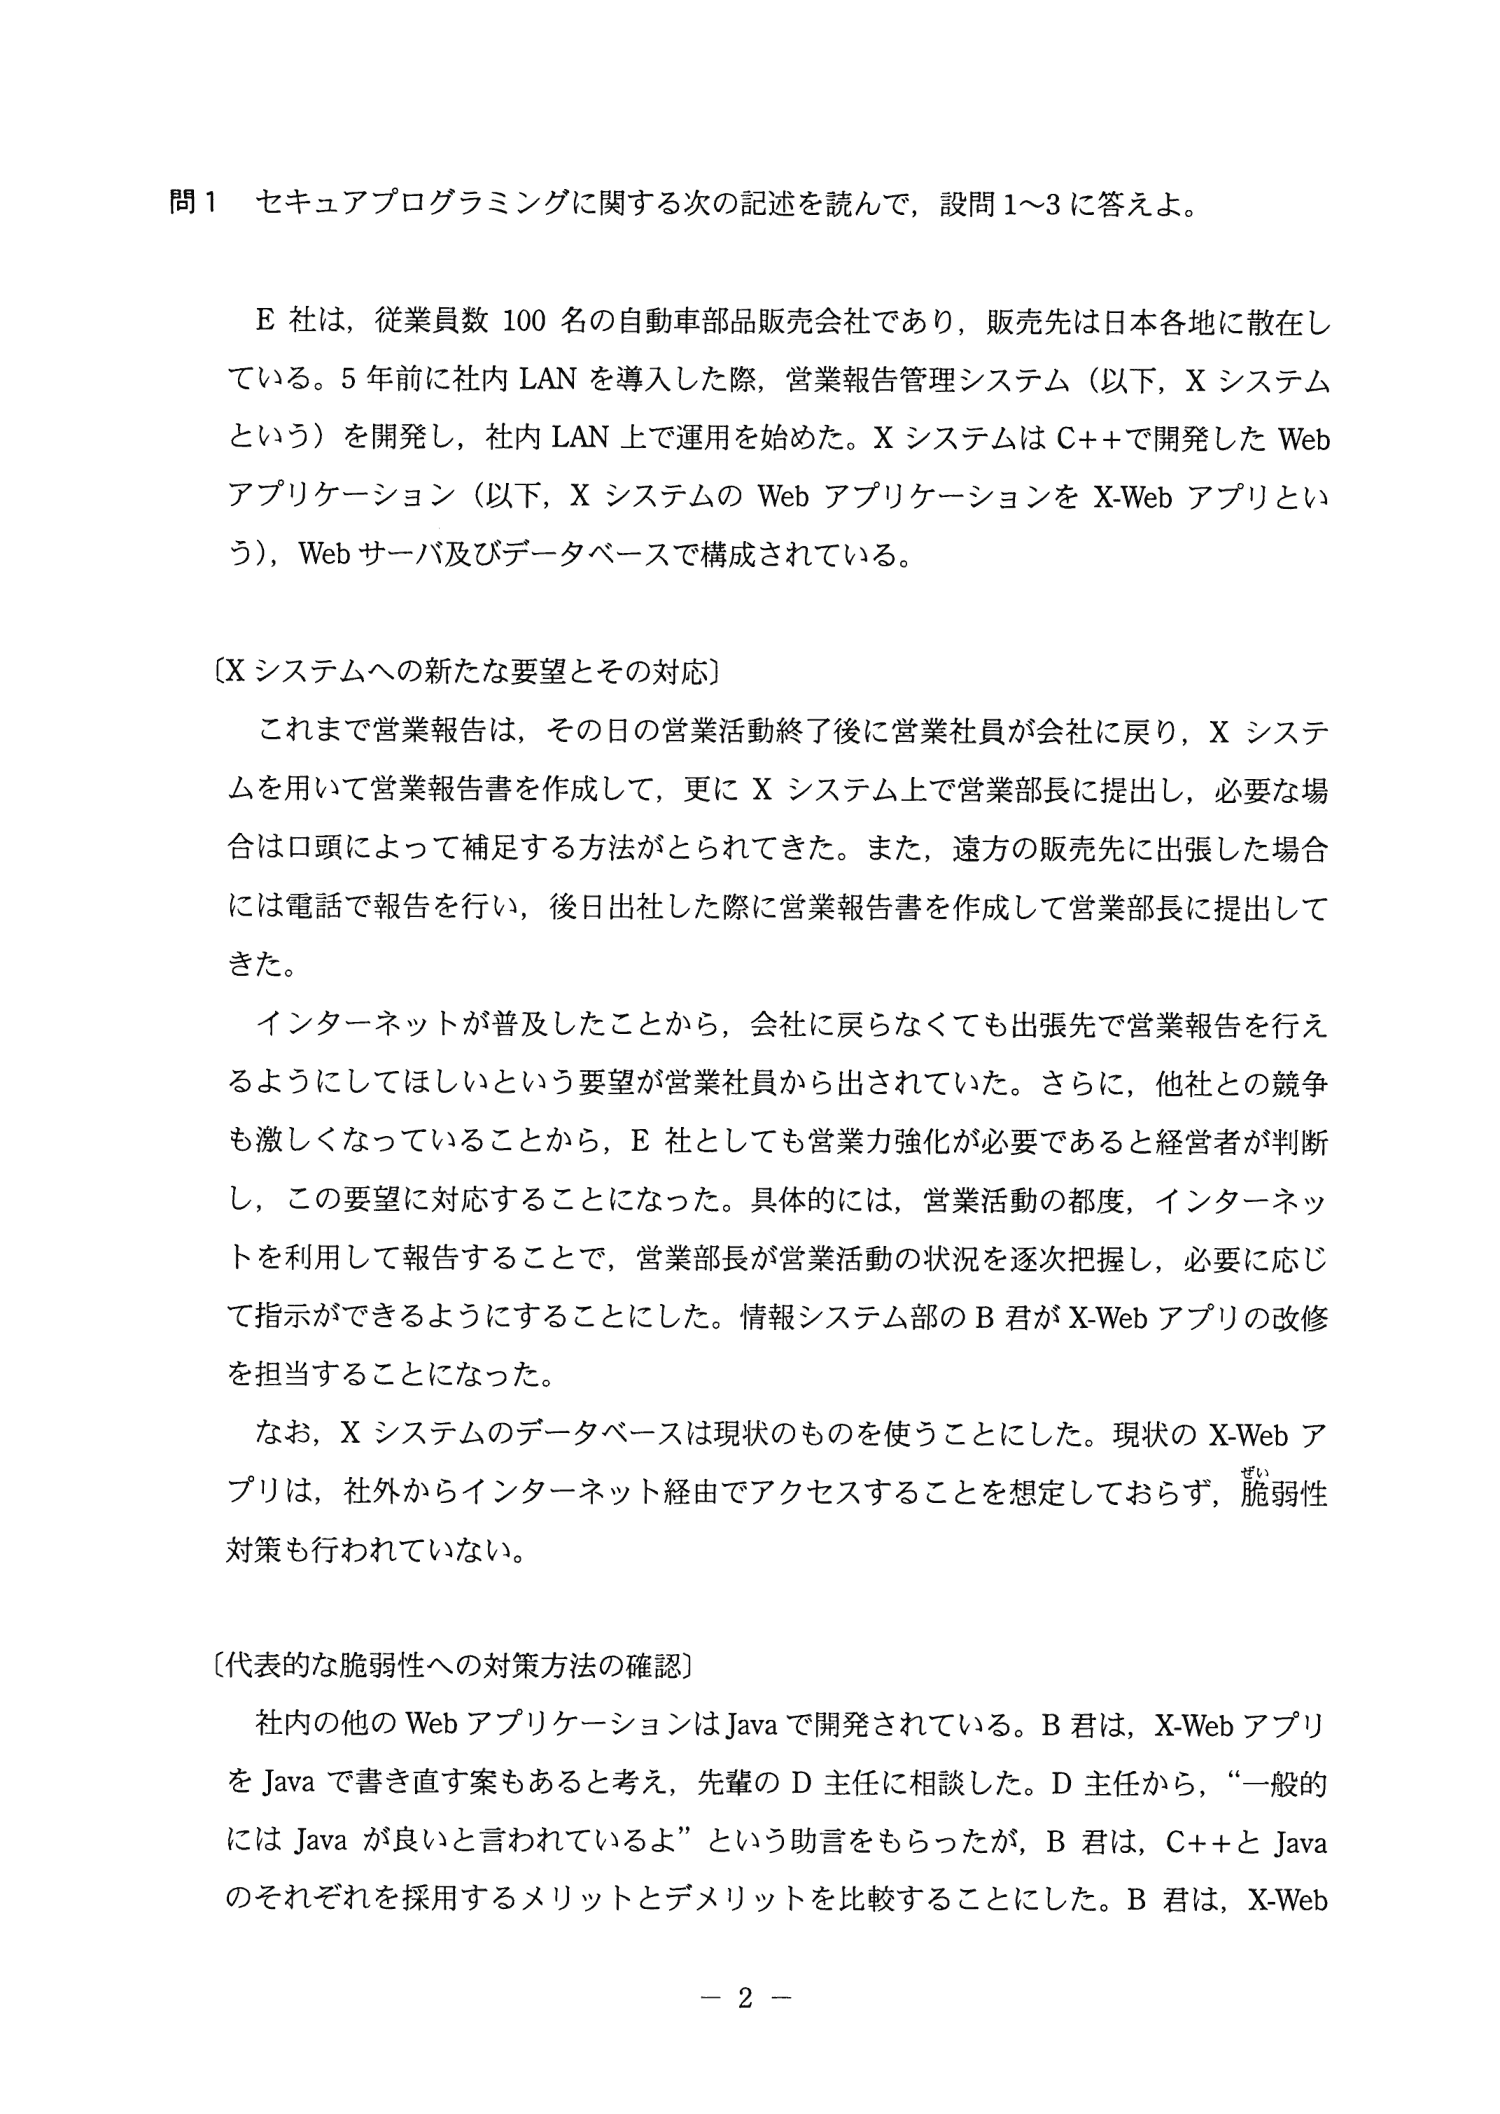 問1　セキュアプログラミングに関する次の記述を読んで，設問1～3に答えよ。
E 社は，従業員数 100 名の自動車部品販売会社であり，販売先は日本各地に散在し
ている。5 年前に社内 LAN を導入した際，営業報告管理システム（以下，X システム
という）を開発し，社内 LAN 上で運用を始めた。X システムは C++で開発した Web
アプリケーション（以下，X システムの Web アプリケーションを X-Web アプリとい
う），Web サーバ及びデータベースで構成されている。
〔X システムへの新たな要望とその対応〕
これまで営業報告は，その日の営業活動終了後に営業社員が会社に戻り，X システ
ムを用いて営業報告書を作成して，更に X システム上で営業部長に提出し，必要な場
合は口頭によって補足する方法がとられてきた。また，遠方の販売先に出張した場合
には電話で報告を行い，後日出社した際に営業報告書を作成して営業部長に提出して
きた。
インターネットが普及したことから，会社に戻らなくても出張先で営業報告を行え
るようにしてほしいという要望が営業社員から出されていた。さらに，他社との競争
も激しくなっていることから，E 社としても営業力強化が必要であると経営者が判断
し，この要望に対応することになった。具体的には，営業活動の都度，インターネッ
トを利用して報告することで，営業部長が営業活動の状況を逐次把握し，必要に応じ
て指示ができるようにすることにした。情報システム部の B 君が X-Web アプリの改修
を担当することになった。
なお，X システムのデータベースは現状のものを使うことにした。現状の X-Web ア
ぜい
プリは，社外からインターネット経由でアクセスすることを想定しておらず，脆弱性
対策も行われていない。
〔代表的な脆弱性への対策方法の確認〕
社内の他の Web アプリケーションは Java で開発されている。B 君は，X-Web アプリ
を Java で書き直す案もあると考え，先輩の D 主任に相談した。D 主任から，“一般的
には Java が良いと言われているよ” という助言をもらったが，B 君は，C++と Java
のそれぞれを採用するメリットとデメリットを比較することにした。B 君は，X-Web
－ 2 －